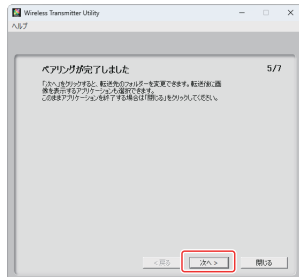 Wireless Transmitter Utility
ヘルプ
ペアリングが完了しました 5/7
「次へ」をクリックすると、転送先のフォルダーを変更できます。転送後に画
像を表示するアプリケーションも選択できます。
このままアプリケーションを終了する場合は「閉じる」をクリックしてください。
< 戻る 次へ > 閉じる